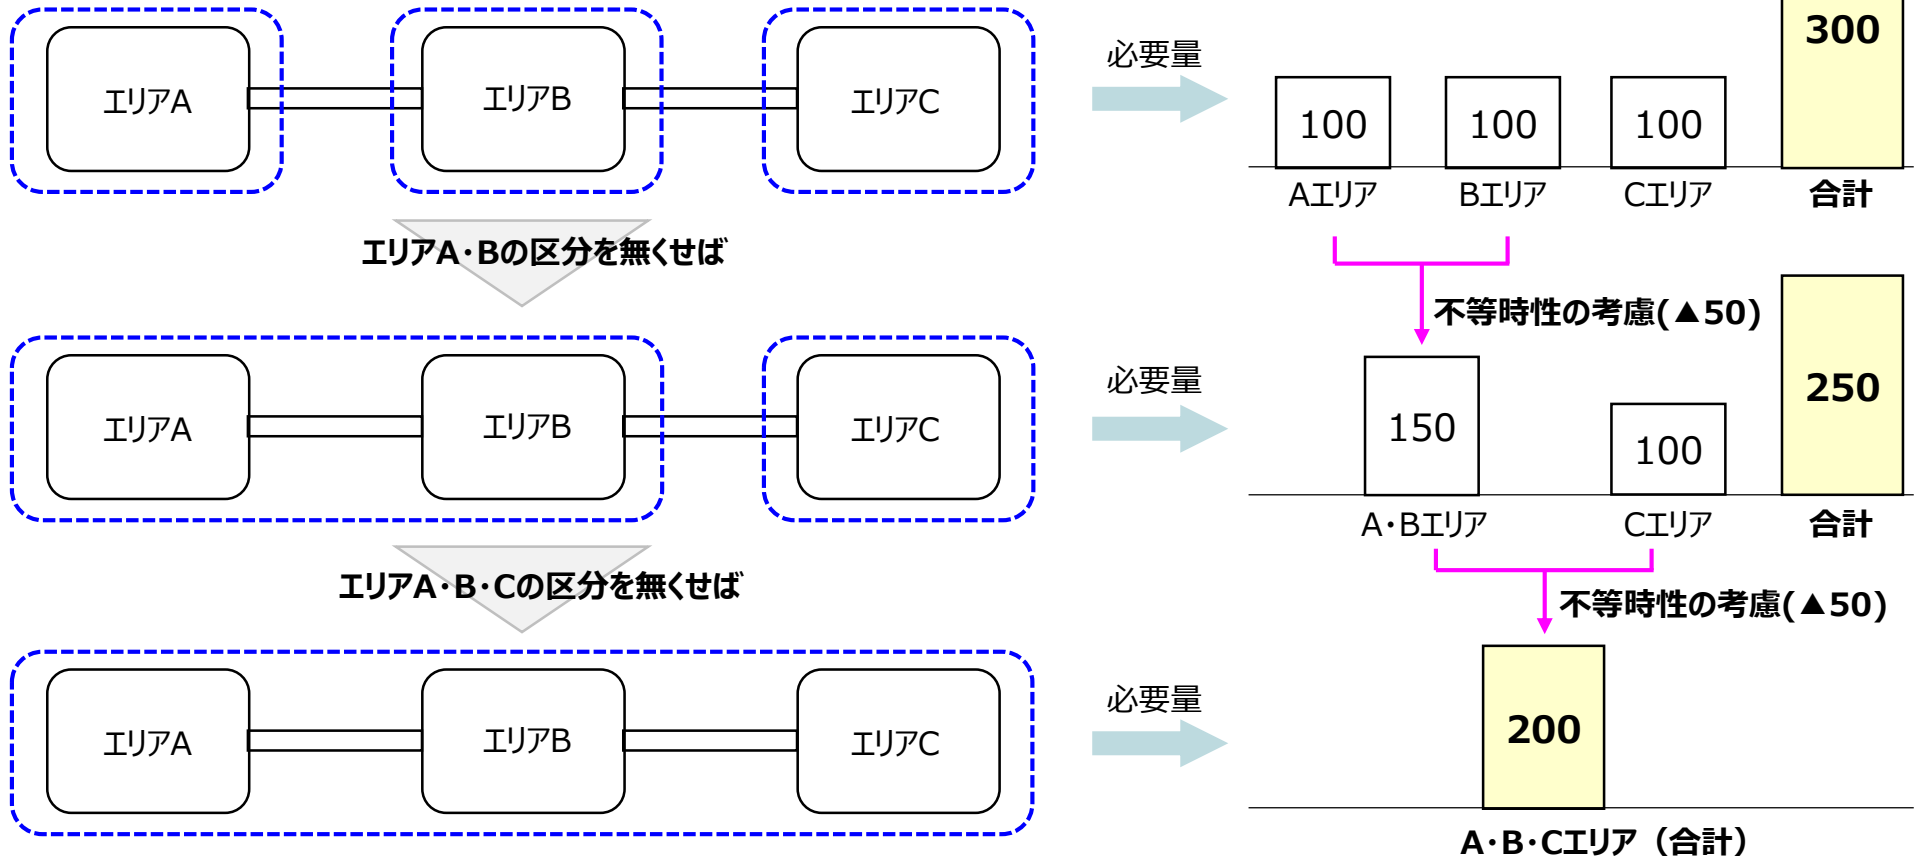 エリアA
エリアB
エリアC
必要量
100
100
100
300
Aエリア
Bエリア
Cエリア
合計
エリアA・Bの区分を無くせば
不等時性の考慮(▲50)
エリアA
エリアB
エリアC
必要量
150
100
250
A・Bエリア
Cエリア
合計
エリアA・B・Cの区分を無くせば
不等時性の考慮(▲50)
エリアA
エリアB
エリアC
必要量
200
A・B・Cエリア（合計）